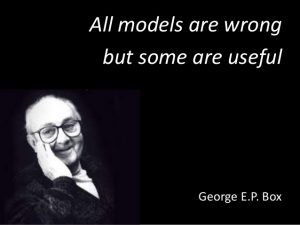 All models are wrong
but some are useful
George E.P. Box